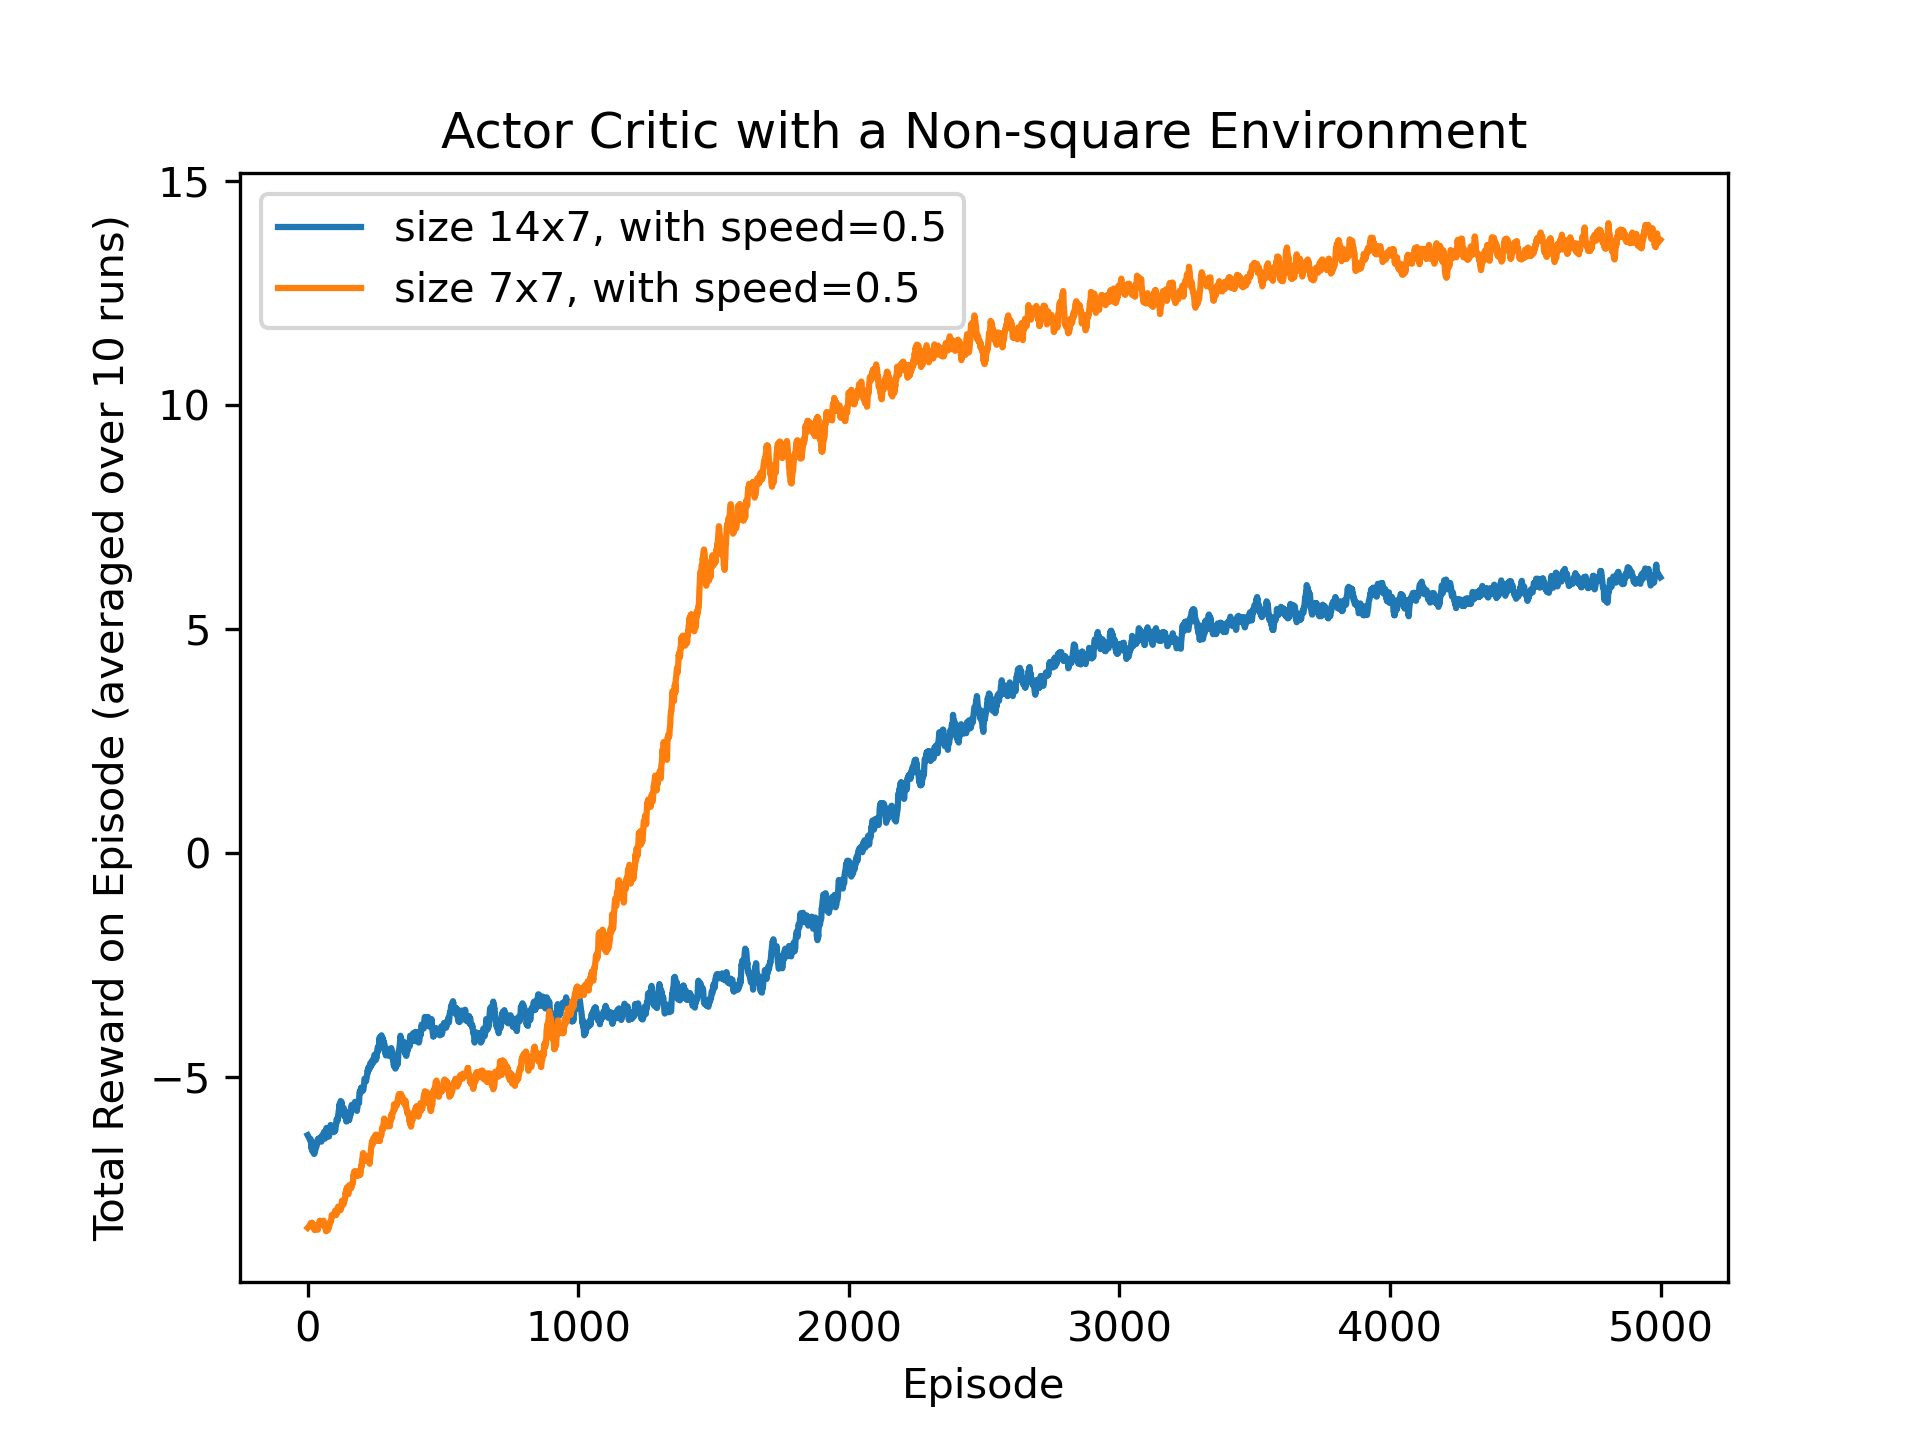 Actor Critic with a Non-square Environment
size 14x7, with speed=0.5
size 7x7, with speed=0.5
Total Reward on Episode (averaged over 10 runs)
15
10
5
0
−5
0 1000 2000 3000 4000 5000
Episode